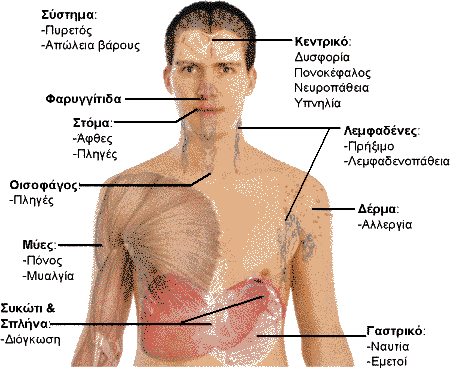 Σύστημα:
-Πυρετός
-Απώλεια βάρους
Κεντρικό:
Δυσφορία
Πονοκέφαλος
Νευροπάθεια
Υπνηλία
Φαρυγγίτιδα
Στόμα:
-Άφθες
-Πληγές
Λεμφαδένες:
-Πρήξιμο
-Λεμφαδενοπάθεια
Οισοφάγος:
-Πληγές
Δέρμα:
-Αλλεργία
Μύες:
-Πόνος
-Μυαλγία
Συκώτι &
Σπλήνα:
-Διόγκωση
Γαστρικό:
-Ναυτία
-Εμετοί